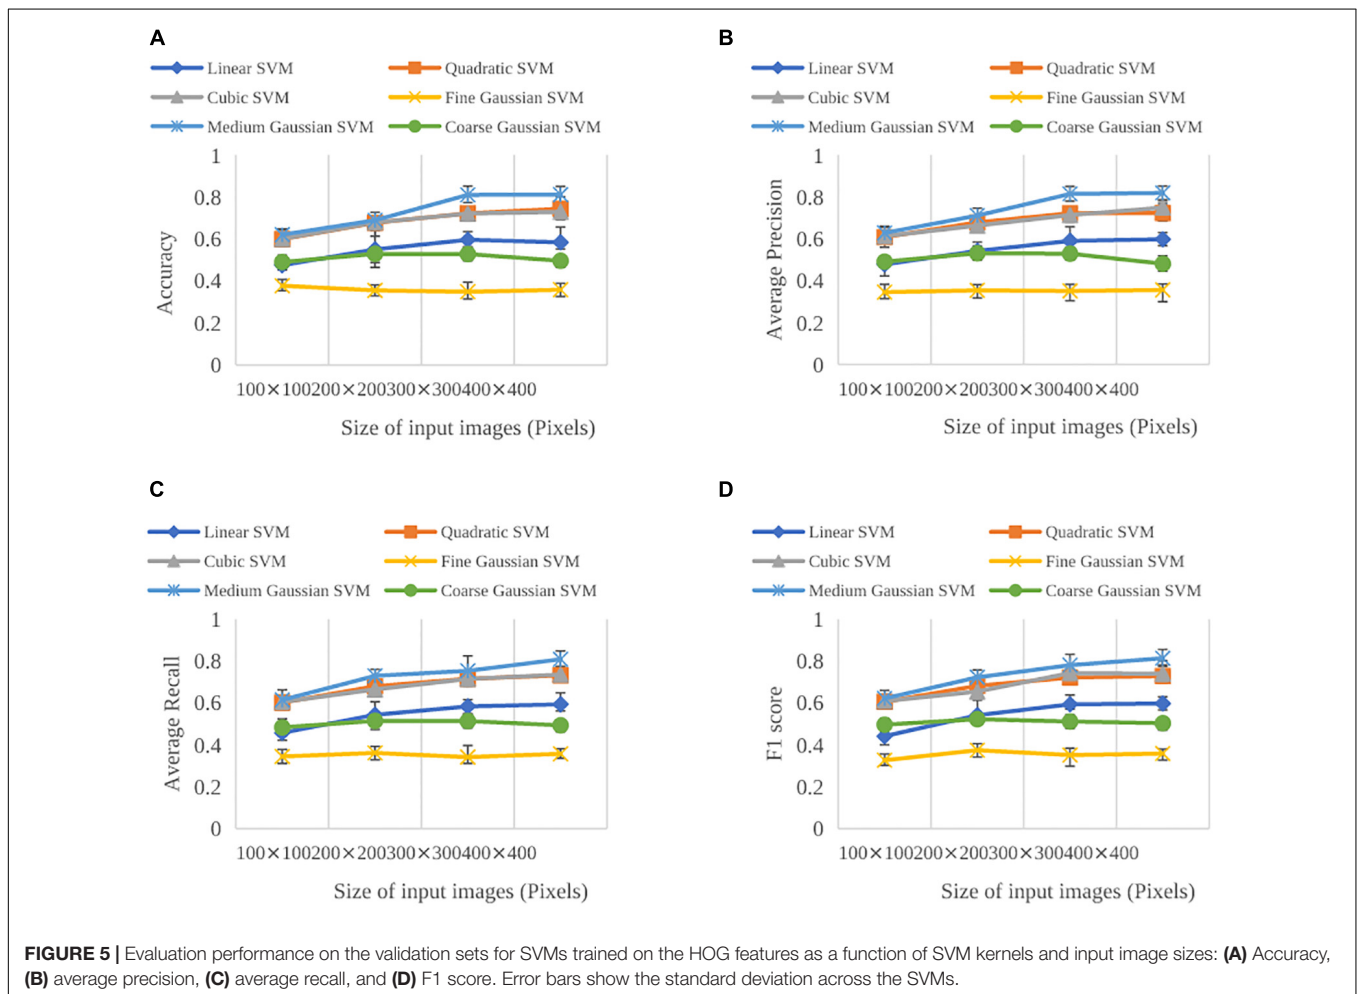 A
Linear SVM
Quadratic SVM
Cubic SVM
Fine Gaussian SVM
Medium Gaussian SVM
Coarse Gaussian SVM
1
0.8
0.6
0.4
0.2
0
Accuracy
100×100200×200300×300400×400
Size of input images (Pixels)
B
Linear SVM
Quadratic SVM
Cubic SVM
Fine Gaussian SVM
Medium Gaussian SVM
Coarse Gaussian SVM
1
0.8
0.6
0.4
0.2
0
Average Precision
100×100200×200300×300400×400
Size of input images (Pixels)
C
Linear SVM
Quadratic SVM
Cubic SVM
Fine Gaussian SVM
Medium Gaussian SVM
Coarse Gaussian SVM
1
0.8
0.6
0.4
0.2
0
Average Recall
100×100200×200300×300400×400
Size of input images (Pixels)
D
Linear SVM
Quadratic SVM
Cubic SVM
Fine Gaussian SVM
Medium Gaussian SVM
Coarse Gaussian SVM
1
0.8
0.6
0.4
0.2
0
F1 score
100×100200×200300×300400×400
Size of input images (Pixels)
FIGURE 5 | Evaluation performance on the validation sets for SVMs trained on the HOG features as a function of SVM kernels and input image sizes: (A) Accuracy,
(B) average precision, (C) average recall, and (D) F1 score. Error bars show the standard deviation across the SVMs.